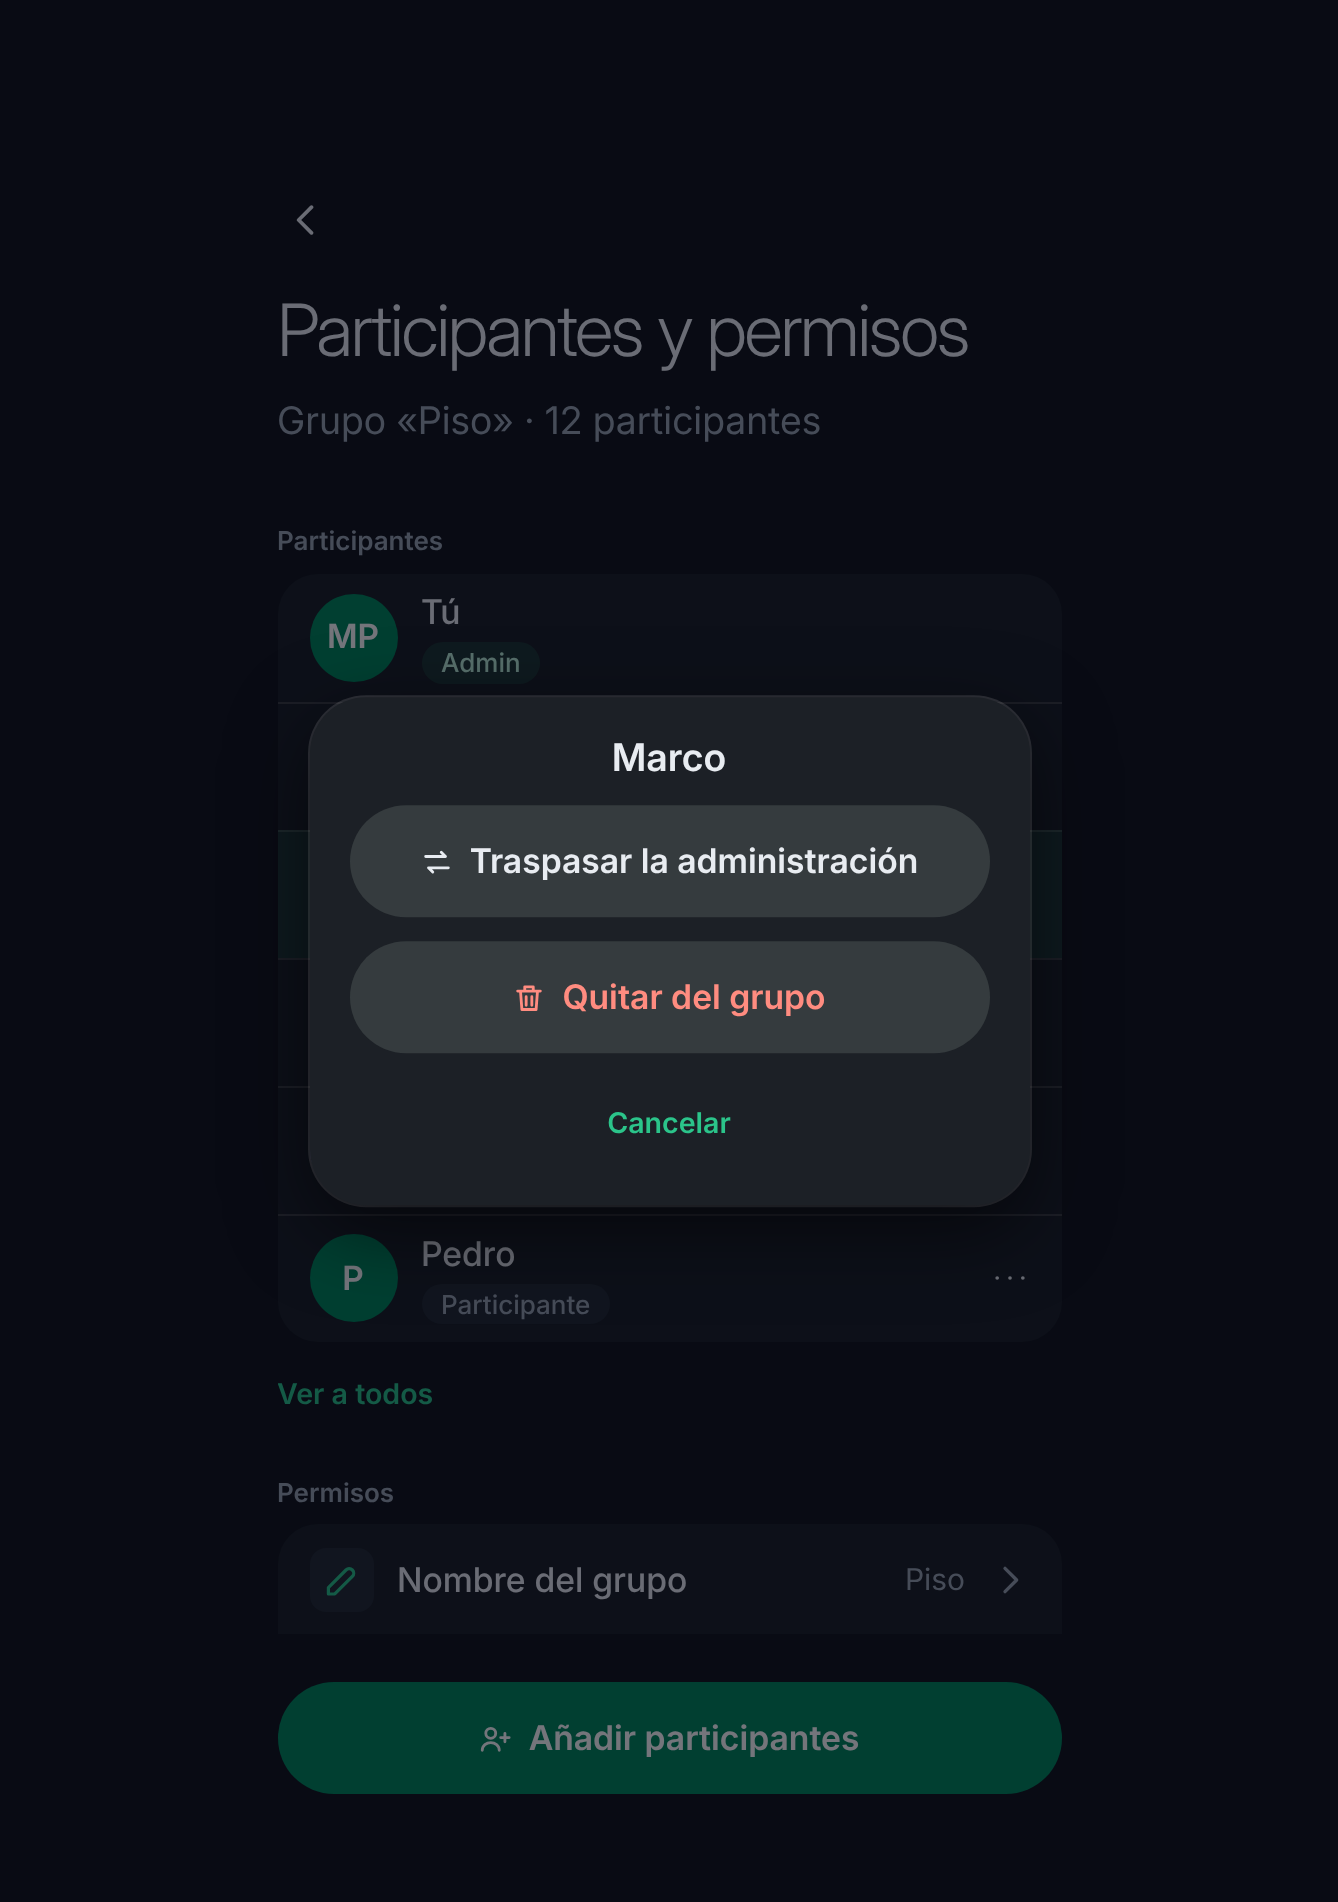 Participantes y permisos
Grupo «Piso» · 12 participantes
Participantes
MP
Tú
Admin
Marco
Traspasar la administración
Quitar del grupo
Cancelar
P
Pedro
Participante
Ver a todos
Permisos
Nombre del grupo
Piso
Añadir participantes